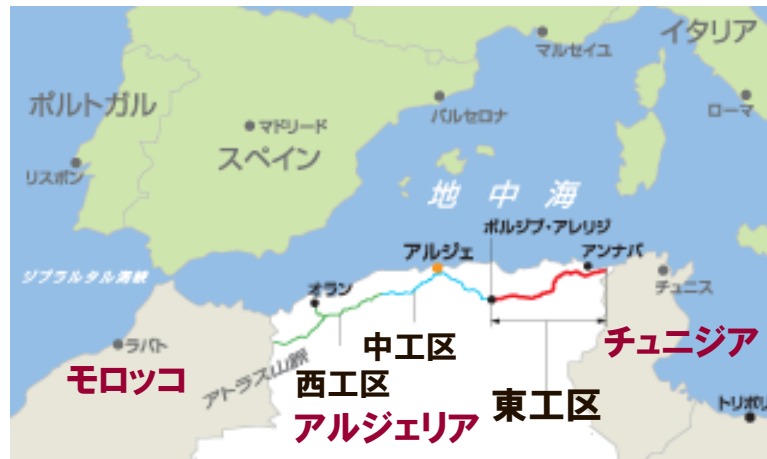 イタリア
マルセイユ
ポルトガル
バルセロナ
ローマ
マドリード
スペイン
リスボン
地中海
ボルジブ・アレリジ
アルジェ
アンナバ
ジブラルタル海峡
オラン
チュニス
ラバト
中工区
チュニジア
モロッコ
アトラス山脈
西工区
東工区
トリポリ
アルジェリア